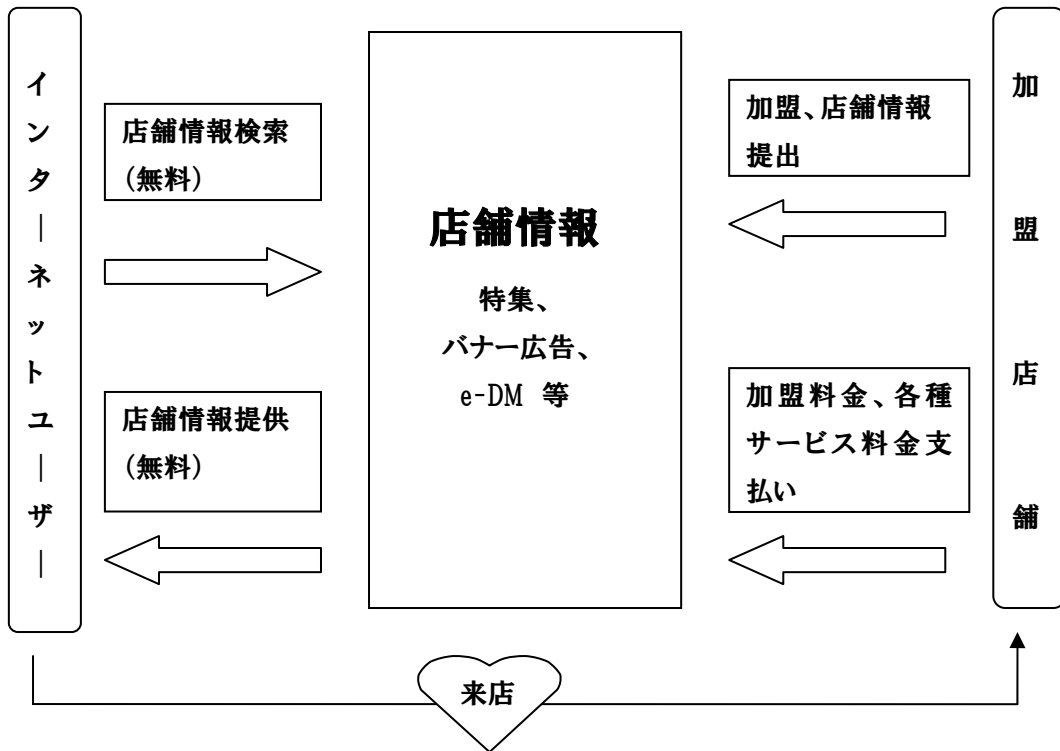 インターネットユーザー
店舗情報検索
(無料)
店舗情報提供
(無料)
店舗情報
特集、
バナー広告、
e-DM 等
加盟、店舗情報
提出
加盟料金、各種
サービス料金支
払い
加盟店舗
来店